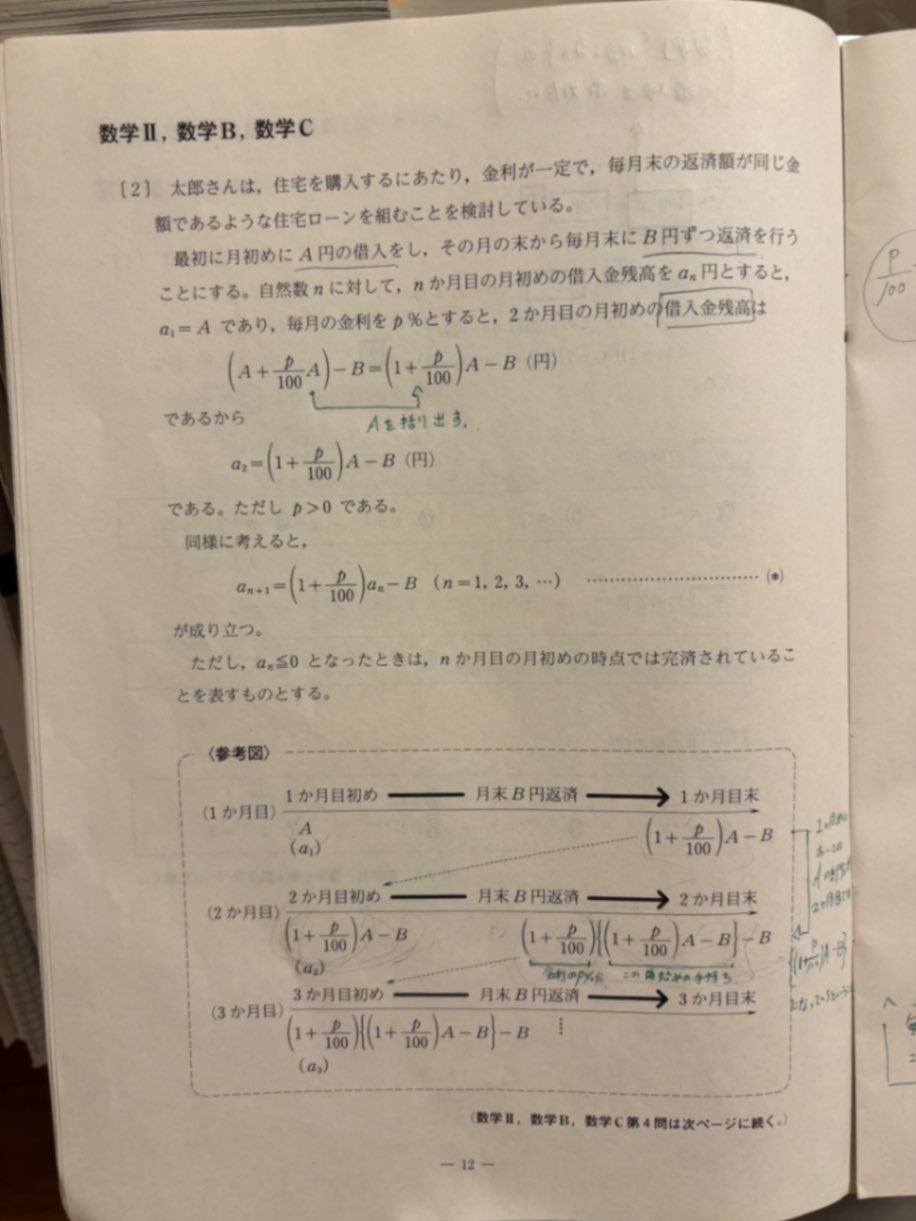 数学Ⅱ，数学B，数学C
［2］ 太郎さんは，住宅を購入するにあたり，金利が一定で，毎月末の返済額が同じ金
額であるような住宅ローンを組むことを検討している。
最初に月初めに A 円の借入をし，その月の末から毎月末に B 円ずつ返済を行う
ことにする。自然数 n に対して，n か月目の月初めの借入金残高を aₙ 円とすると，
a₁＝A であり，毎月の金利を p％とすると，2 か月目の月初めの借入金残高は
(A＋p/100 A)－B＝(1＋p/100)A－B（円）
Aを括り出す。
であるから
a₂＝(1＋p/100)A－B（円）
である。ただし p＞0 である。
同様に考えると，
aₙ₊₁＝(1＋p/100)aₙ－B （n＝1, 2, 3, …） ………………………… (*)
が成り立つ。
ただし，aₙ≦0 となったときは，n か月目の月初めの時点では完済されているこ
とを表すものとする。
〈参考図〉
(1 か月目) 1 か月目初め 月末 B 円返済 1 か月目末
A (1＋p/100)A－B
(a₁)
(2 か月目) 2 か月目初め 月末 B 円返済 2 か月目末
(1＋p/100)A－B (1＋p/100){(1＋p/100)A－B}－B
(a₂)
(3 か月目) 3 か月目初め 月末 B 円返済 3 か月目末
(1＋p/100){(1＋p/100)A－B}－B ⋮
(a₃)
（数学Ⅱ，数学B，数学C第4問は次ページに続く。）
— 12 —
p/100